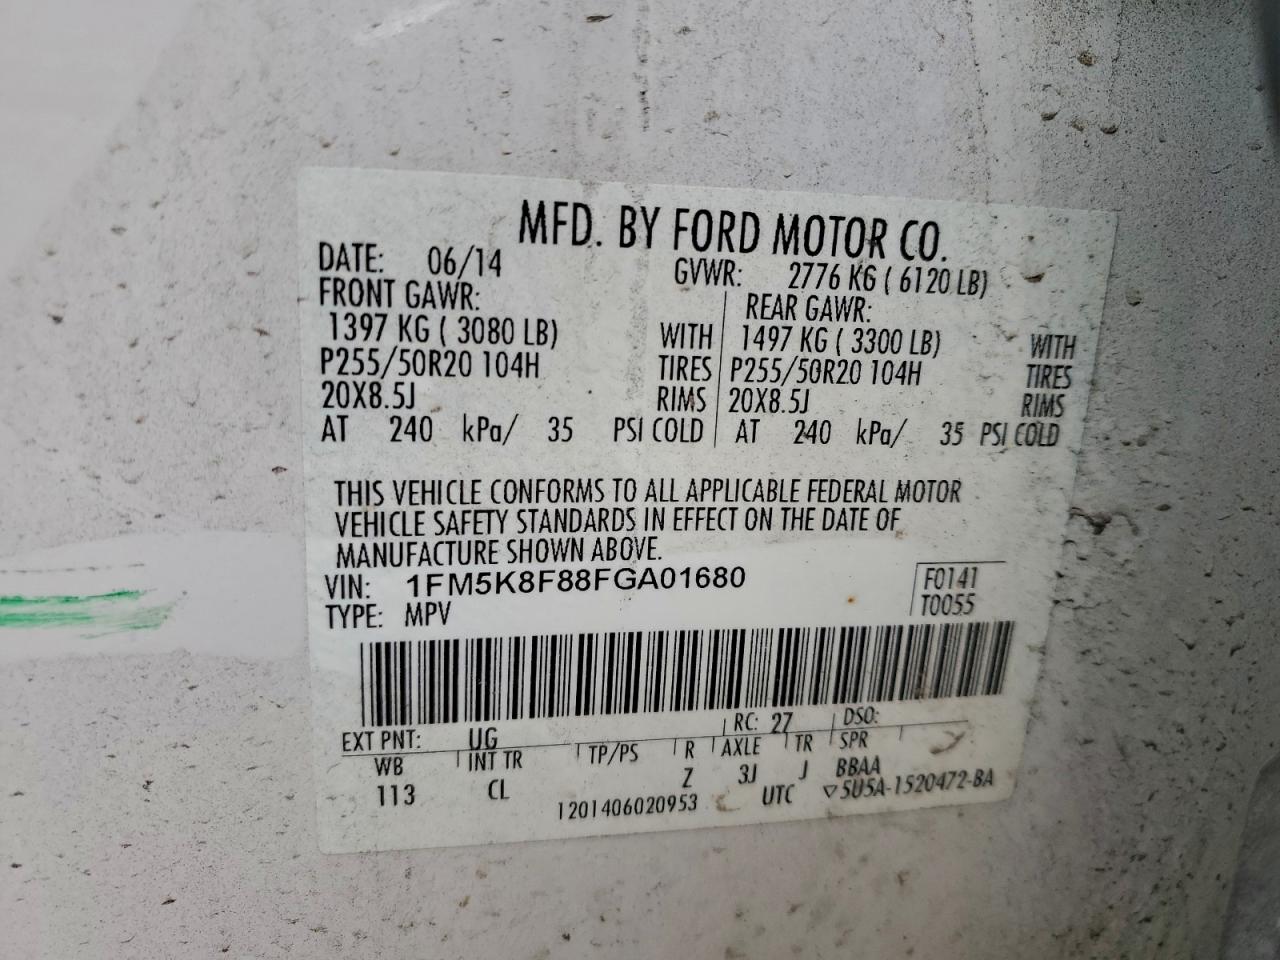 MFD. BY FORD MOTOR CO.
DATE: 06/14 GVWR: 2776 KG ( 6120 LB)
FRONT GAWR: REAR GAWR:
1397 KG ( 3080 LB) WITH 1497 KG ( 3300 LB) WITH
P255/50R20 104H TIRES P255/50R20 104H TIRES
20X8.5J RIMS 20X8.5J RIMS
AT 240 kPa/ 35 PSI COLD AT 240 kPa/ 35 PSI COLD
THIS VEHICLE CONFORMS TO ALL APPLICABLE FEDERAL MOTOR
VEHICLE SAFETY STANDARDS IN EFFECT ON THE DATE OF
MANUFACTURE SHOWN ABOVE.
VIN: 1FM5K8F88FGA01680 F0141
TYPE: MPV T0055
EXT PNT: UG RC: 27 DSO:
WB INT TR TP/PS R AXLE TR SPR
113 CL Z 3J J BBAA
1201406020953 UTC ▽5U5A-1520472-BA